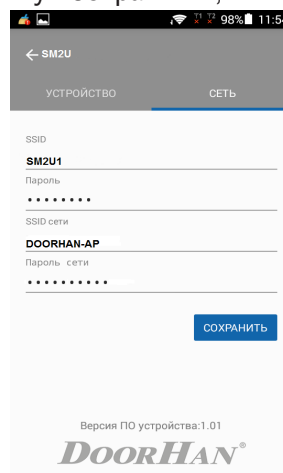 T1 T2 98% 11:54
← SM2U
УСТРОЙСТВО СЕТЬ
SSID
SM2U1
Пароль
••••••••
SSID сети
DOORHAN-AP
Пароль сети
••••••••••
СОХРАНИТЬ
Версия ПО устройства:1.01
DOORHAN®